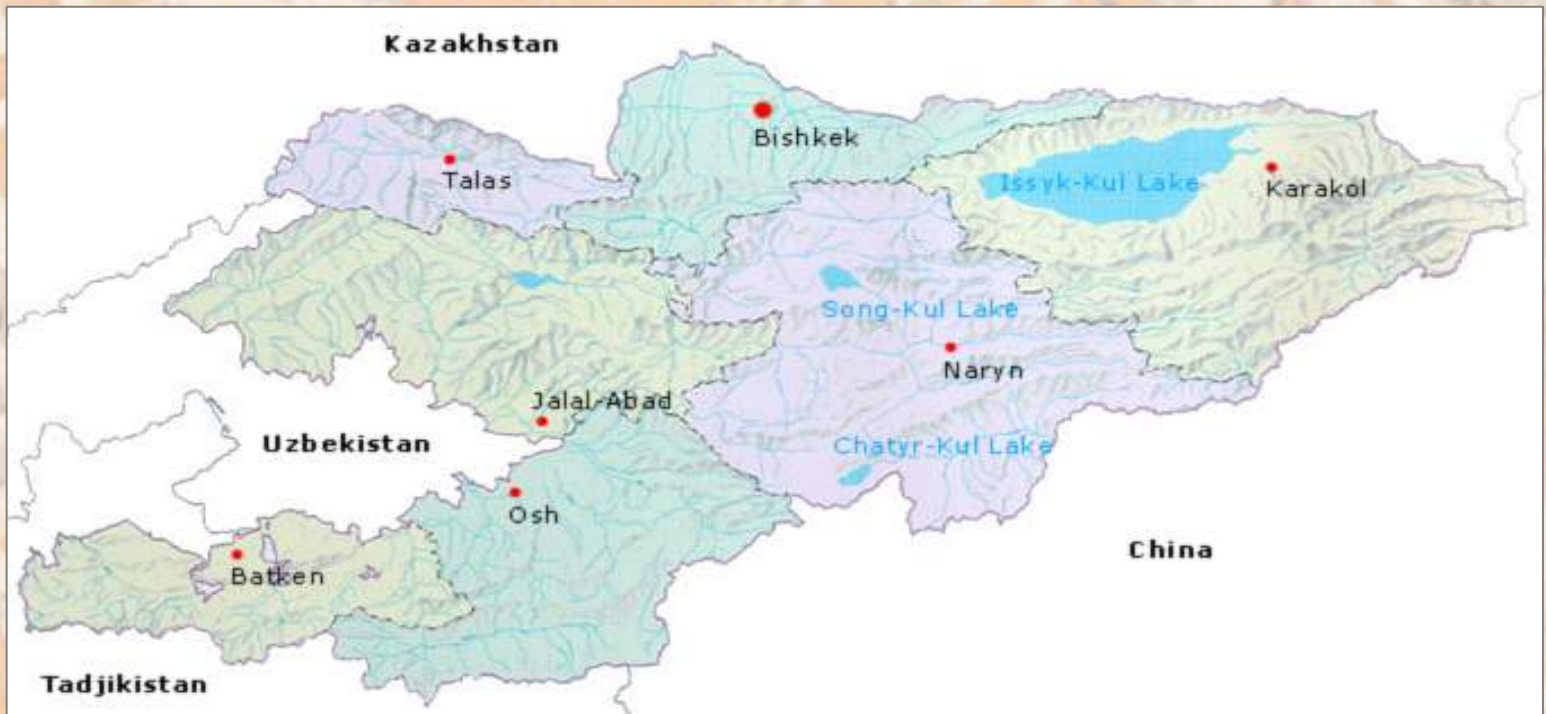 Kazakhstan
Bishkek
Talas
Issyk-Kul Lake
Karakol
Song-Kul Lake
Naryn
Jalal-Abad
Uzbekistan
Chatyr-Kul Lake
Osh
China
Batken
Tadjikistan